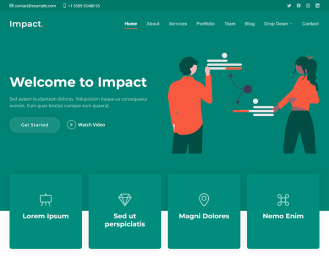 contact@example.com +1 5589 55488 55
Impact.
Home About Services Portfolio Team Blog Drop Down Contact
Welcome to Impact
Sed autem laudantium dolores. Voluptatem itaque ea consequatur
eveniet. Eum quas beatae cumque eum quaerat.
Get Started Watch Video
Lorem Ipsum
Sed ut
perspiciatis
Magni Dolores
Nemo Enim